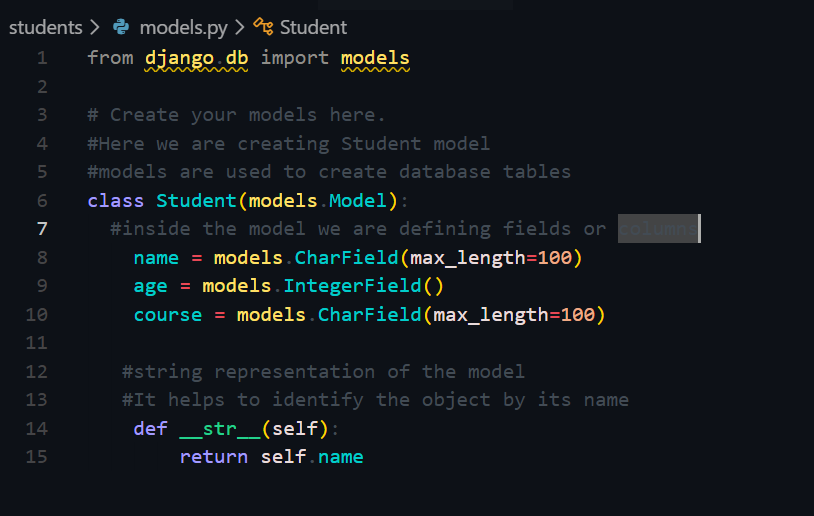 students > models.py > Student
1 from django.db import models
2
3 # Create your models here.
4 #Here we are creating Student model
5 #models are used to create database tables
6 class Student(models.Model):
7 #inside the model we are defining fields or columns
8 name = models.CharField(max_length=100)
9 age = models.IntegerField()
10 course = models.CharField(max_length=100)
11
12 #string representation of the model
13 #It helps to identify the object by its name
14 def __str__(self):
15 return self.name